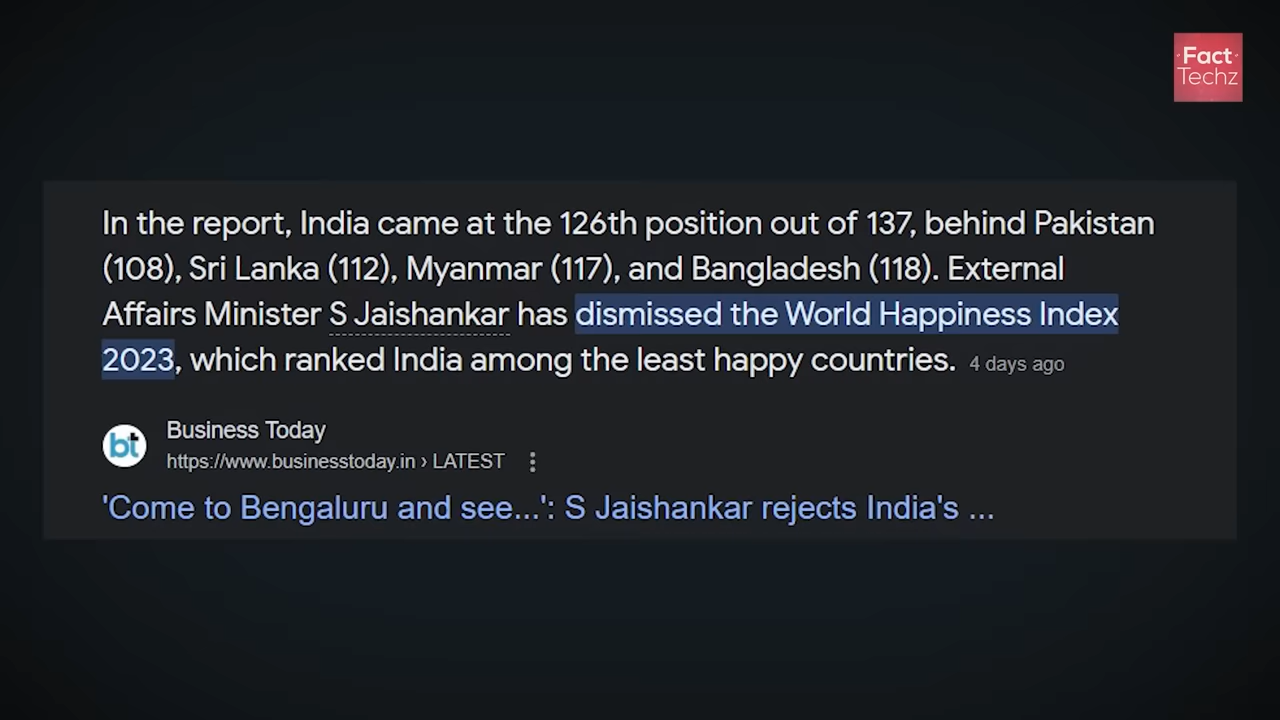 Fact
Techz
In the report, India came at the 126th position out of 137, behind Pakistan
(108), Sri Lanka (112), Myanmar (117), and Bangladesh (118). External
Affairs Minister S Jaishankar has dismissed the World Happiness Index
2023, which ranked India among the least happy countries. 4 days ago
bt
Business Today
https://www.businesstoday.in › LATEST
'Come to Bengaluru and see...': S Jaishankar rejects India's ...